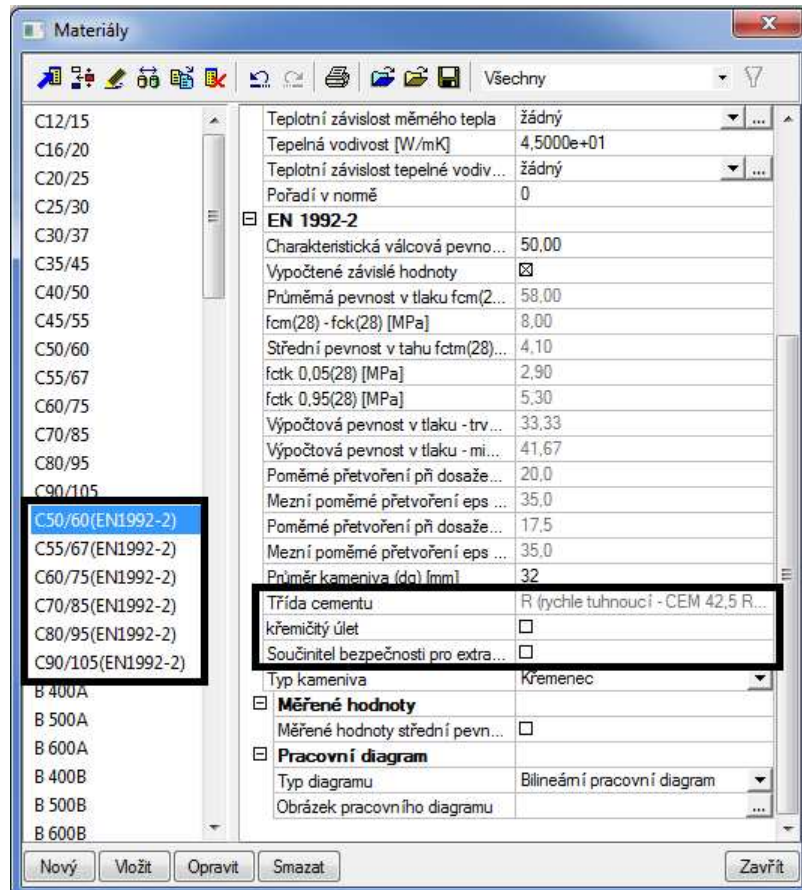 Materiály
Všechny
C12/15
C16/20
C20/25
C25/30
C30/37
C35/45
C40/50
C45/55
C50/60
C55/67
C60/75
C70/85
C80/95
C90/105
C50/60(EN1992-2)
C55/67(EN1992-2)
C60/75(EN1992-2)
C70/85(EN1992-2)
C80/95(EN1992-2)
C90/105(EN1992-2)
B 400A
B 500A
B 600A
B 400B
B 500B
B 600B
Teplotní závislost měrného tepla žádný ...
Tepelná vodivost [W/mK] 4,5000e+01
Teplotní závislost tepelné vodiv... žádný ...
Pořadí v normě 0
EN 1992-2
Charakteristická válcová pevno... 50,00
Vypočtené závislé hodnoty
Průměrná pevnost v tlaku fcm(2... 58,00
fcm(28) - fck(28) [MPa] 8,00
Střední pevnost v tahu fctm(28)... 4,10
fctk 0,05(28) [MPa] 2,90
fctk 0,95(28) [MPa] 5,30
Výpočtová pevnost v tlaku - trv... 33,33
Výpočtová pevnost v tlaku - mi... 41,67
Poměrné přetvoření při dosaže... 20,0
Mezní poměrné přetvoření eps ... 35,0
Poměrné přetvoření při dosaže... 17,5
Mezní poměrné přetvoření eps ... 35,0
Průměr kameniva (dg) [mm] 32
Třída cementu R (rychle tuhnoucí - CEM 42,5 R...
křemičitý úlet
Součinitel bezpečnosti pro extra...
Typ kameniva Křemenec
Měřené hodnoty
Měřené hodnoty střední pevn...
Pracovní diagram
Typ diagramu Bilineární pracovní diagram
Obrázek pracovního diagramu ...
Nový Vložit Opravit Smazat Zavřít